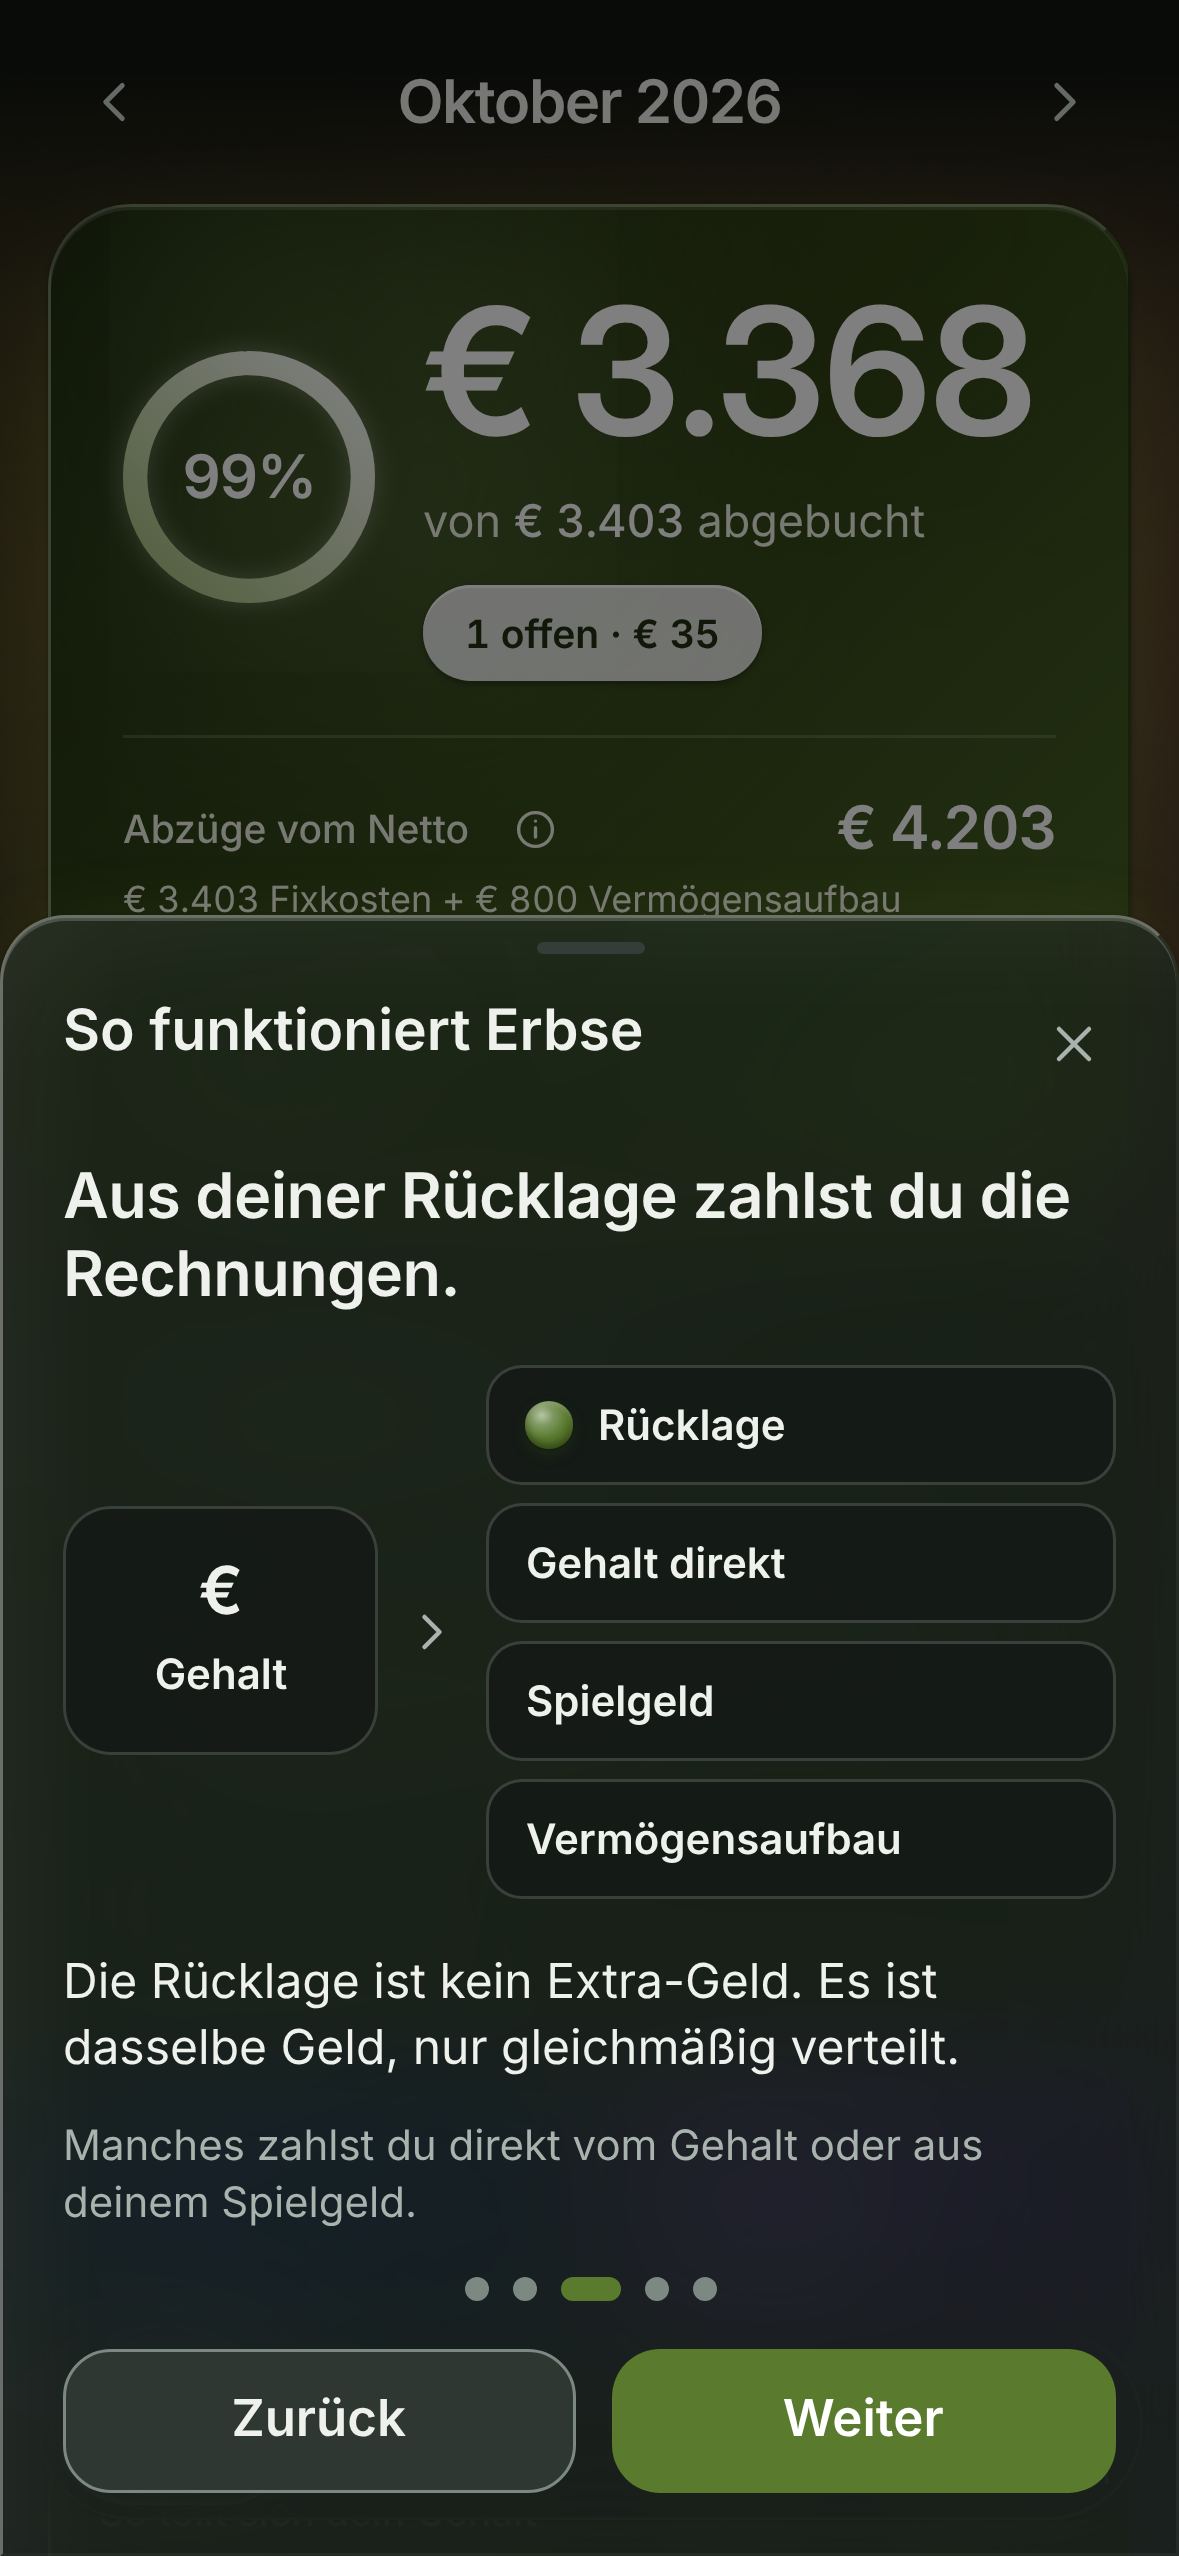 Oktober 2026
€ 3.368
99%
von € 3.403 abgebucht
1 offen · € 35
Abzüge vom Netto
€ 4.203
€ 3.403 Fixkosten + € 800 Vermögensaufbau
So funktioniert Erbse
Aus deiner Rücklage zahlst du die
Rechnungen.
Rücklage
Gehalt direkt
€
Gehalt
Spielgeld
Vermögensaufbau
Die Rücklage ist kein Extra-Geld. Es ist
dasselbe Geld, nur gleichmäßig verteilt.
Manches zahlst du direkt vom Gehalt oder aus
deinem Spielgeld.
Zurück
Weiter